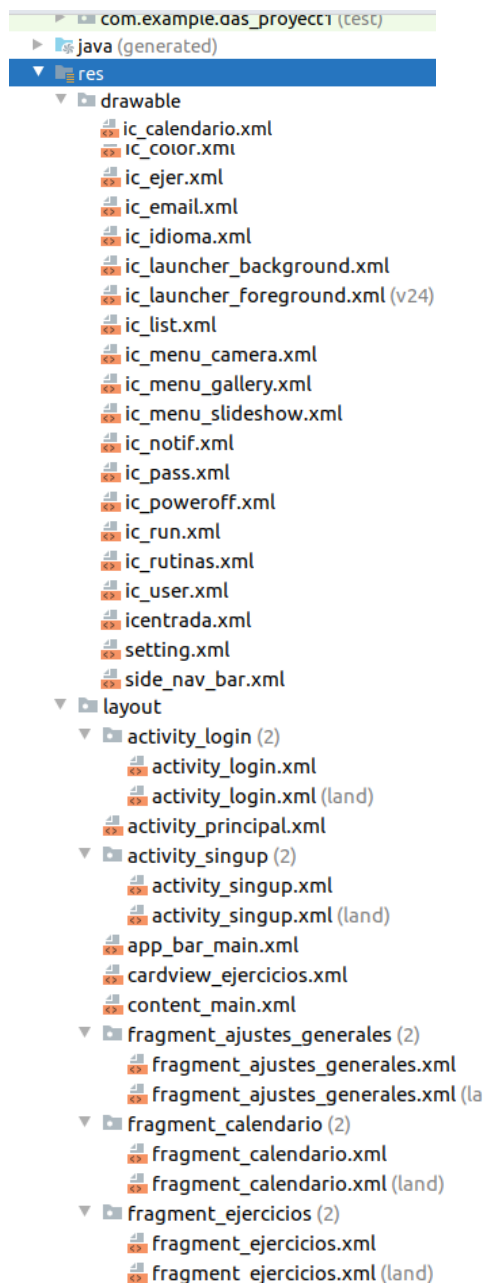 com.example.das_proyect1 (test)
java (generated)
res
drawable
ic_calendario.xml
ic_color.xml
ic_ejer.xml
ic_email.xml
ic_idioma.xml
ic_launcher_background.xml
ic_launcher_foreground.xml (v24)
ic_list.xml
ic_menu_camera.xml
ic_menu_gallery.xml
ic_menu_slideshow.xml
ic_notif.xml
ic_pass.xml
ic_poweroff.xml
ic_run.xml
ic_rutinas.xml
ic_user.xml
icentrada.xml
setting.xml
side_nav_bar.xml
layout
activity_login (2)
activity_login.xml
activity_login.xml (land)
activity_principal.xml
activity_singup (2)
activity_singup.xml
activity_singup.xml (land)
app_bar_main.xml
cardview_ejercicios.xml
content_main.xml
fragment_ajustes_generales (2)
fragment_ajustes_generales.xml
fragment_ajustes_generales.xml (la
fragment_calendario (2)
fragment_calendario.xml
fragment_calendario.xml (land)
fragment_ejercicios (2)
fragment_ejercicios.xml
fragment_ejercicios.xml (land)